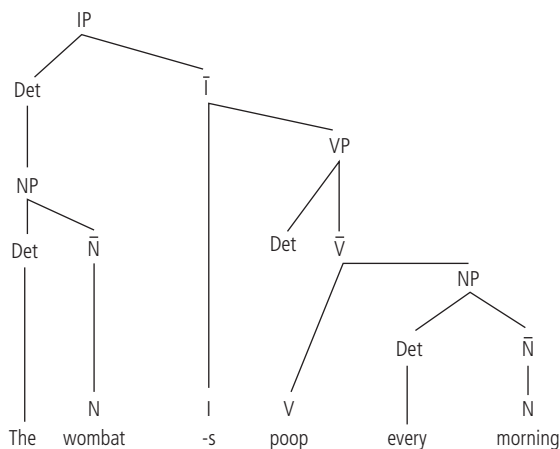 IP
Det Ī
VP
NP
Det N̄ Det V̄
NP
Det N̄
N I V N
The wombat -s poop every morning